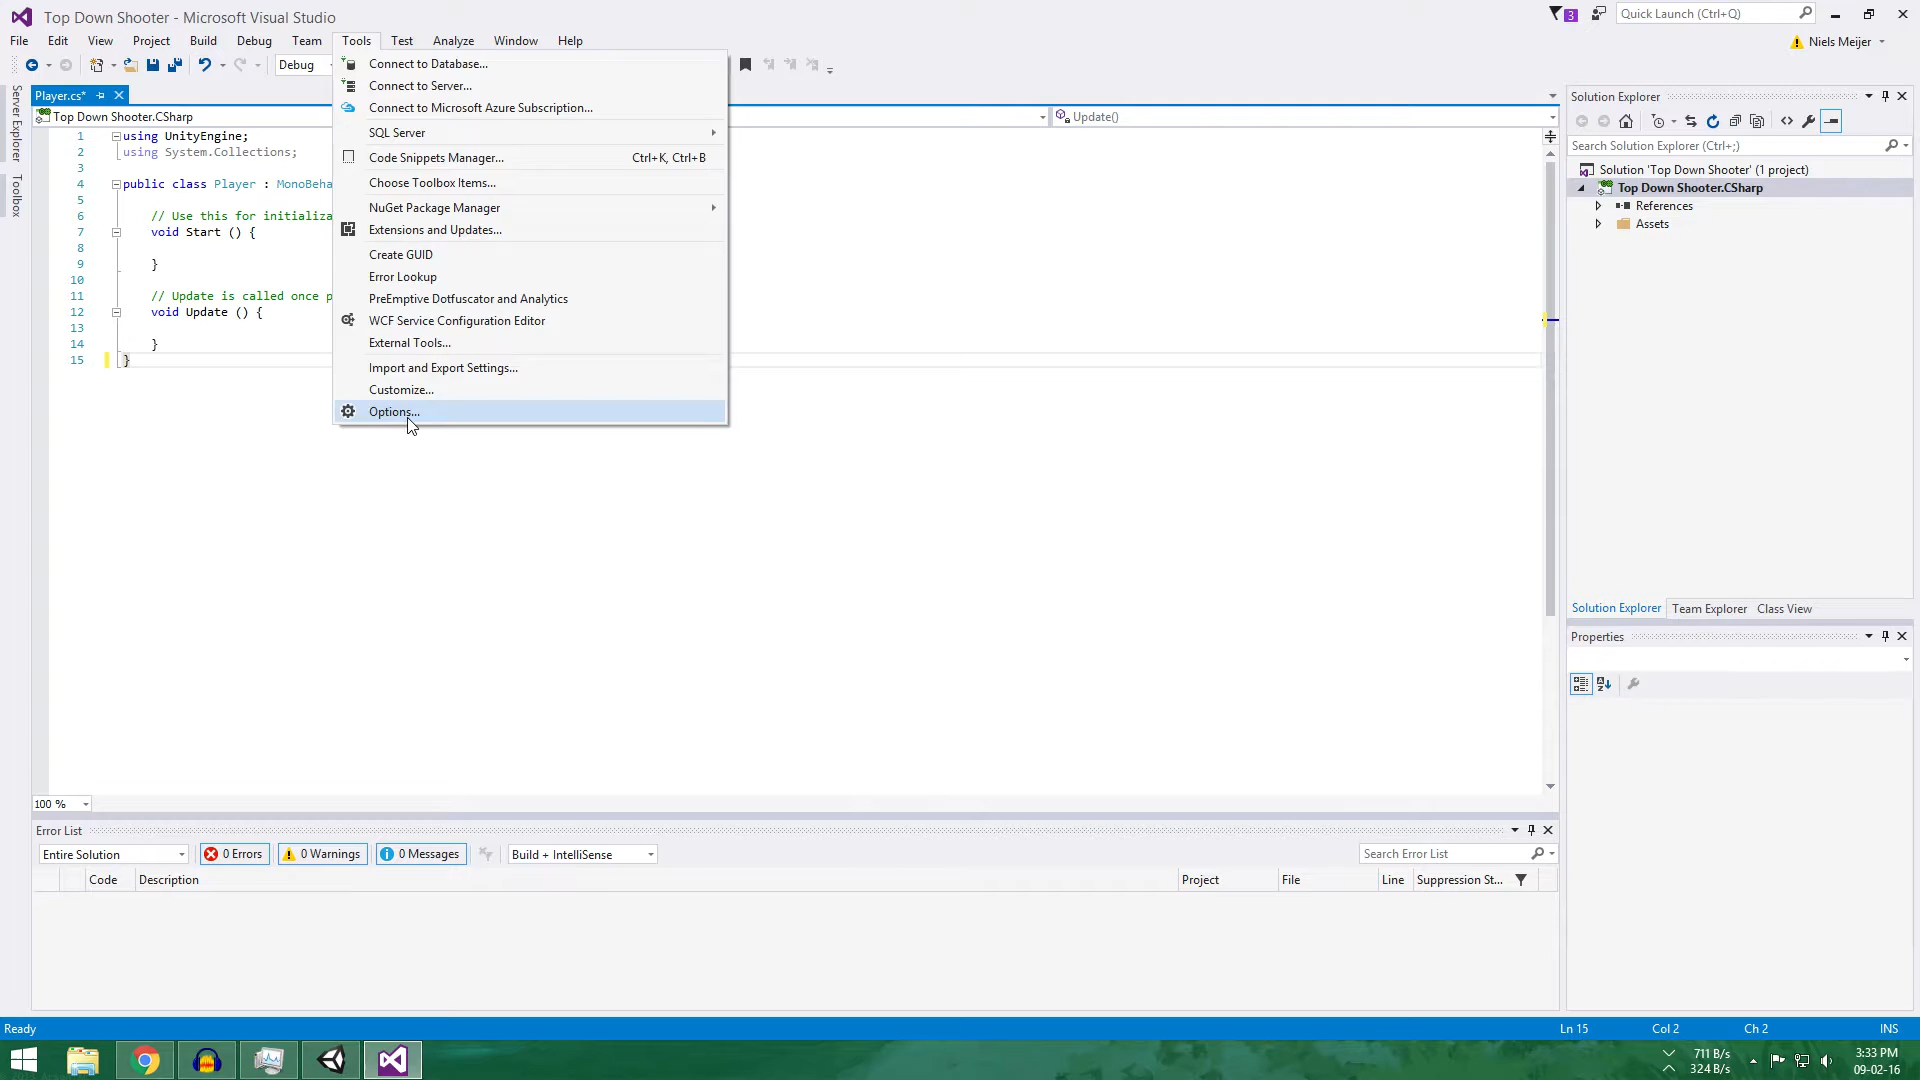 Top Down Shooter - Microsoft Visual Studio
3
Quick Launch (Ctrl+Q)
File Edit View Project Build Debug Team Tools Test Analyze Window Help
Niels Meijer
Debug
Server Explorer
Toolbox
Player.cs*
Top Down Shooter.CSharp
Update()
1 using UnityEngine;
2 using System.Collections;
3
4 public class Player : MonoBeha
5
6 // Use this for initializa
7 void Start () {
8
9 }
10
11 // Update is called once p
12 void Update () {
13
14 }
15 }
Connect to Database...
Connect to Server...
Connect to Microsoft Azure Subscription...
SQL Server
Code Snippets Manager... Ctrl+K, Ctrl+B
Choose Toolbox Items...
NuGet Package Manager
Extensions and Updates...
Create GUID
Error Lookup
PreEmptive Dotfuscator and Analytics
WCF Service Configuration Editor
External Tools...
Import and Export Settings...
Customize...
Options...
Solution Explorer
Search Solution Explorer (Ctrl+;)
Solution 'Top Down Shooter' (1 project)
Top Down Shooter.CSharp
References
Assets
Solution Explorer Team Explorer Class View
Properties
100 %
Error List
Entire Solution 0 Errors 0 Warnings 0 Messages Build + IntelliSense Search Error List
Code Description Project File Line Suppression St...
Ready Ln 15 Col 2 Ch 2 INS
711 B/s
324 B/s
3:33 PM
09-02-16